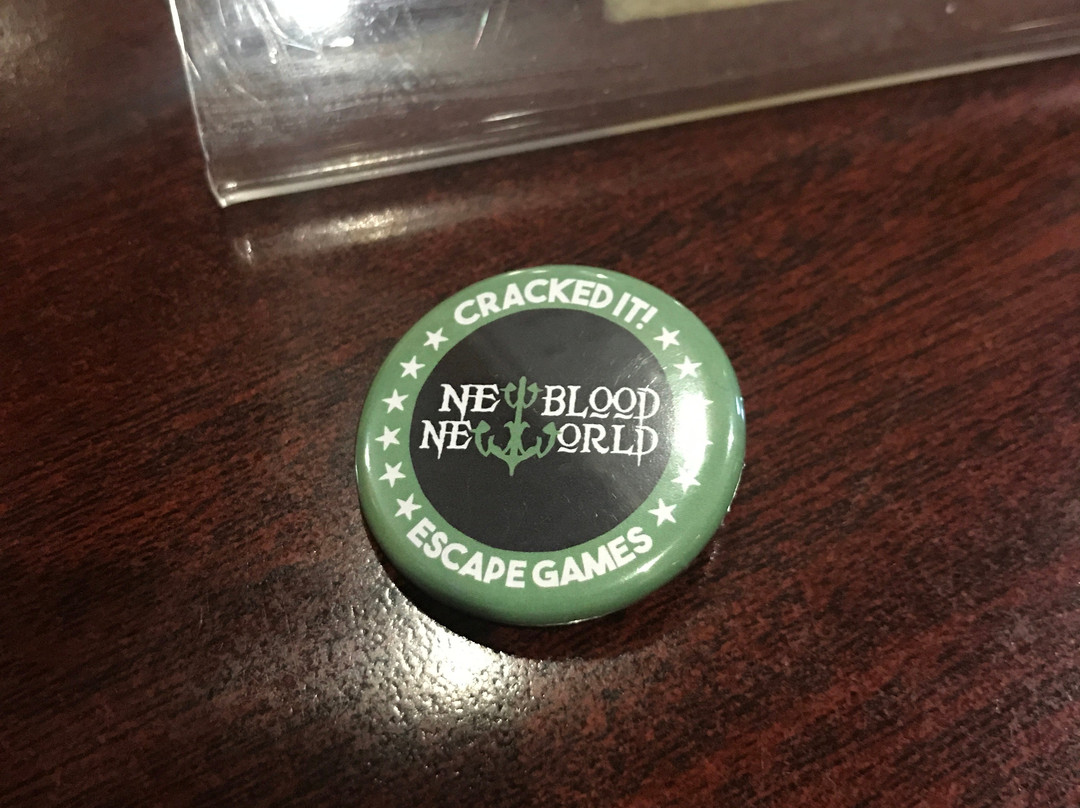 CRACKED IT!
NEW BLOOD
NEW WORLD
ESCAPE GAMES